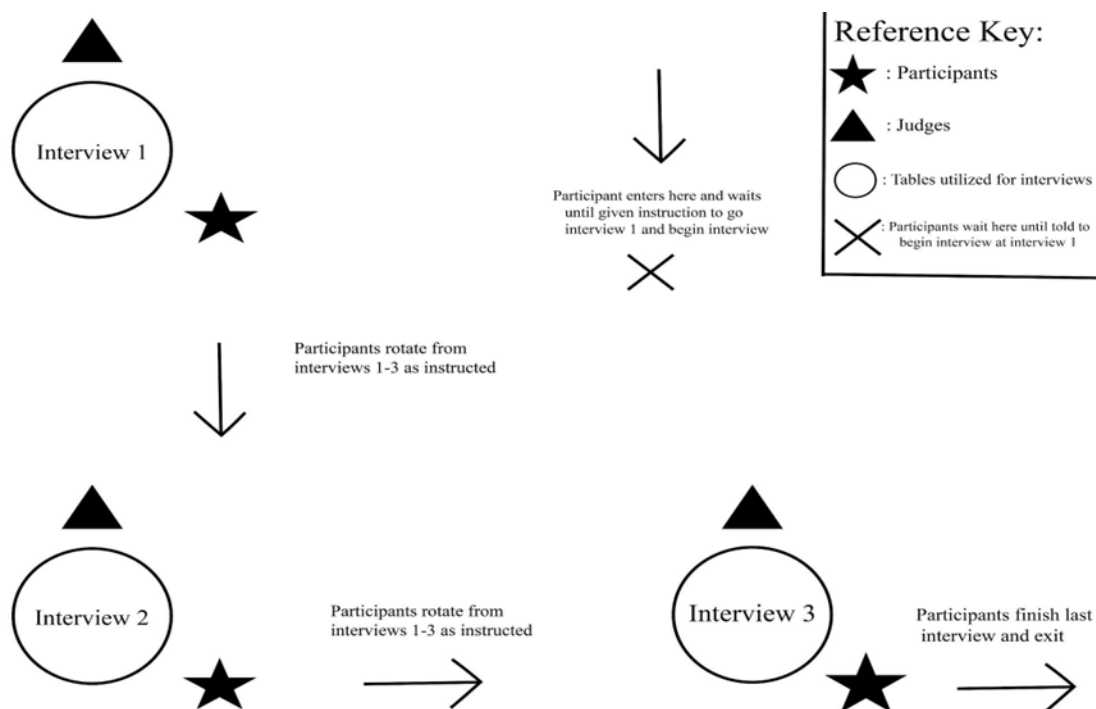 Interview 1
Participant enters here and waits
until given instruction to go
interview 1 and begin interview
Reference Key:
: Participants
: Judges
: Tables utilized for interviews
: Participants wait here until told to
begin interview at interview 1
Participants rotate from
interviews 1-3 as instructed
Interview 2
Participants rotate from
interviews 1-3 as instructed
Interview 3
Participants finish last
interview and exit